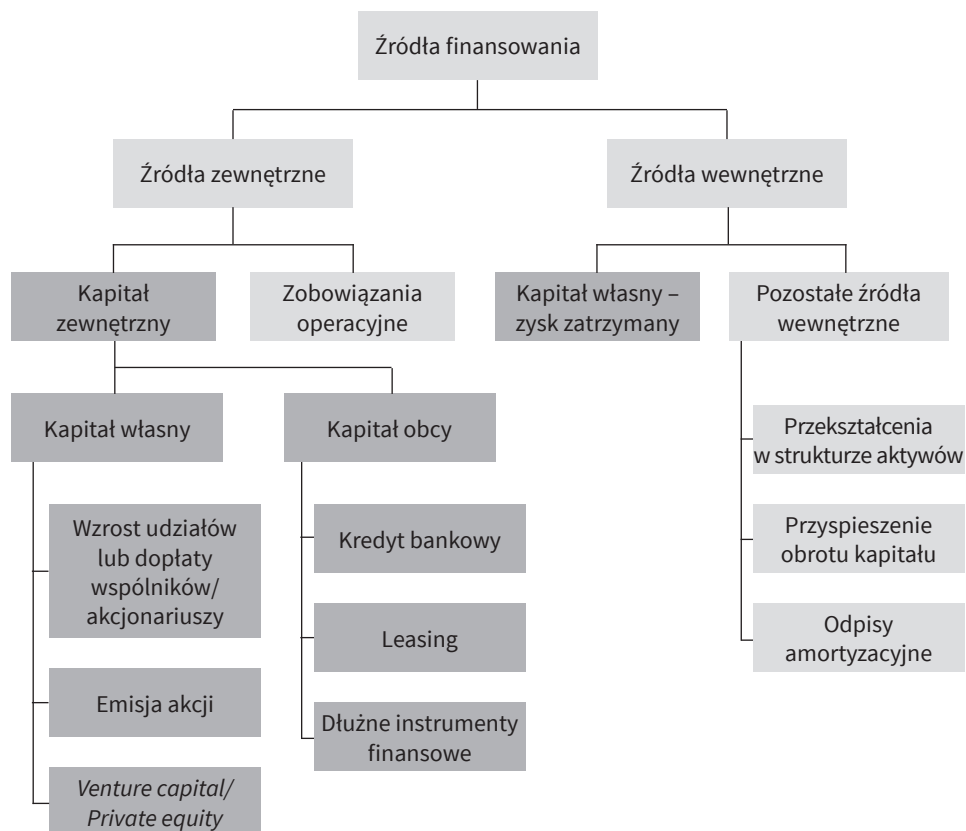 Źródła finansowania
Źródła zewnętrzne
Źródła wewnętrzne
Kapitał
zewnętrzny
Zobowiązania
operacyjne
Kapitał własny –
zysk zatrzymany
Pozostałe źródła
wewnętrzne
Kapitał własny
Kapitał obcy
Wzrost udziałów
lub dopłaty
wspólników/
akcjonariuszy
Emisja akcji
Venture capital/
Private equity
Kredyt bankowy
Leasing
Dłużne instrumenty
finansowe
Przekształcenia
w strukturze aktywów
Przyspieszenie
obrotu kapitału
Odpisy
amortyzacyjne